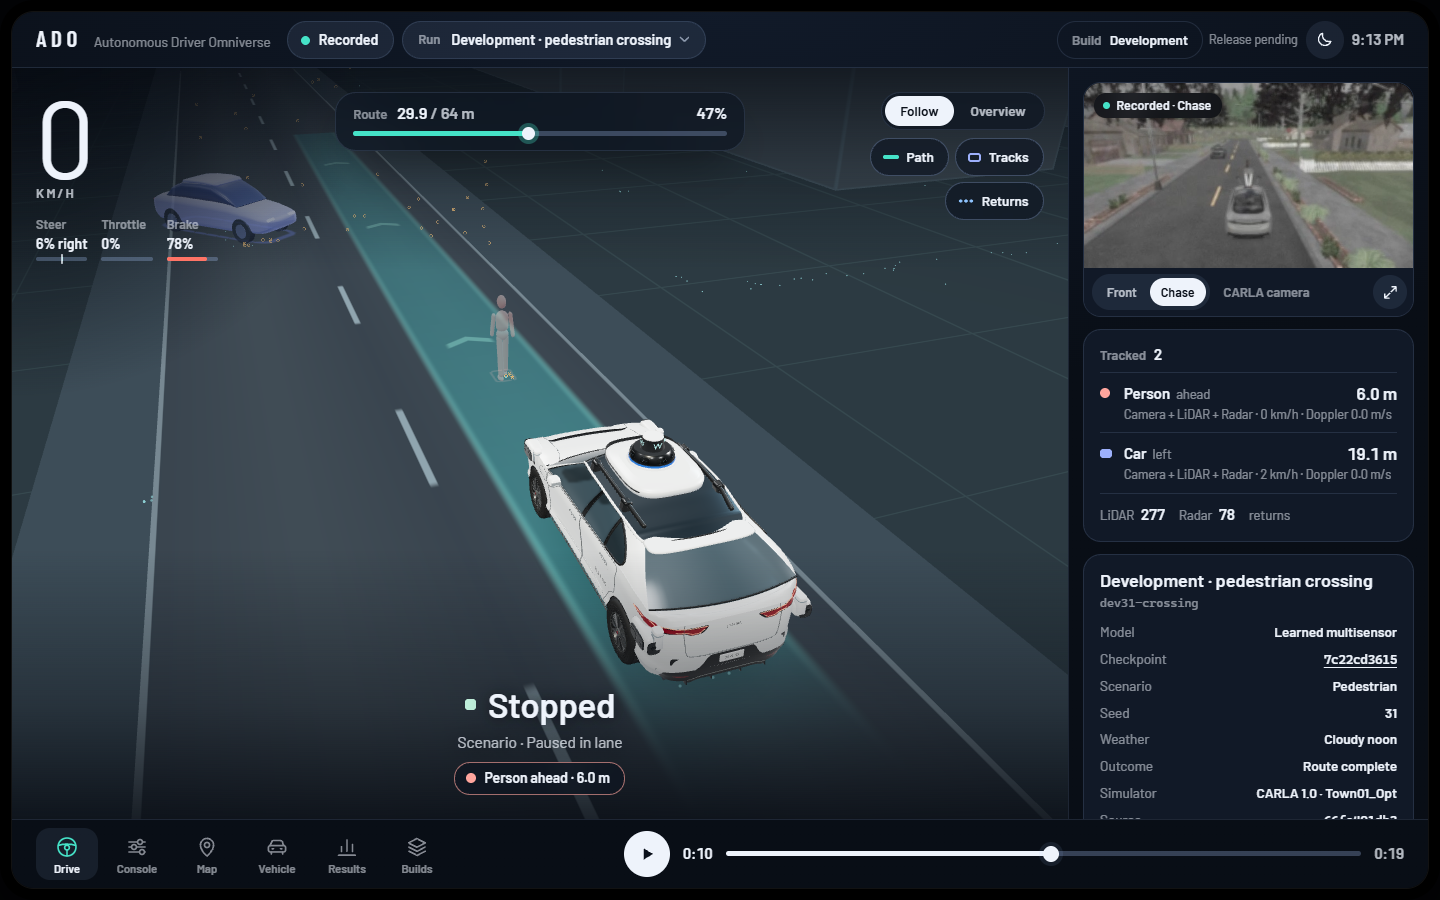 ADO Autonomous Driver Omniverse Recorded Run Development · pedestrian crossing Build Development Release pending 9:13 PM
0
KM/H
Steer Throttle Brake
6% right 0% 78%
Route 29.9 / 64 m 47%
Follow Overview
Path Tracks
Returns
Stopped
Scenario · Paused in lane
Person ahead · 6.0 m
Recorded · Chase
Front Chase CARLA camera
Tracked 2
Person ahead 6.0 m
Camera + LiDAR + Radar · 0 km/h · Doppler 0.0 m/s
Car left 19.1 m
Camera + LiDAR + Radar · 2 km/h · Doppler 0.0 m/s
LiDAR 277 Radar 78 returns
Development · pedestrian crossing
dev31-crossing
Model Learned multisensor
Checkpoint 7c22cd3615
Scenario Pedestrian
Seed 31
Weather Cloudy noon
Outcome Route complete
Simulator CARLA 1.0 · Town01_Opt
Drive Console Map Vehicle Results Builds
0:10 0:19